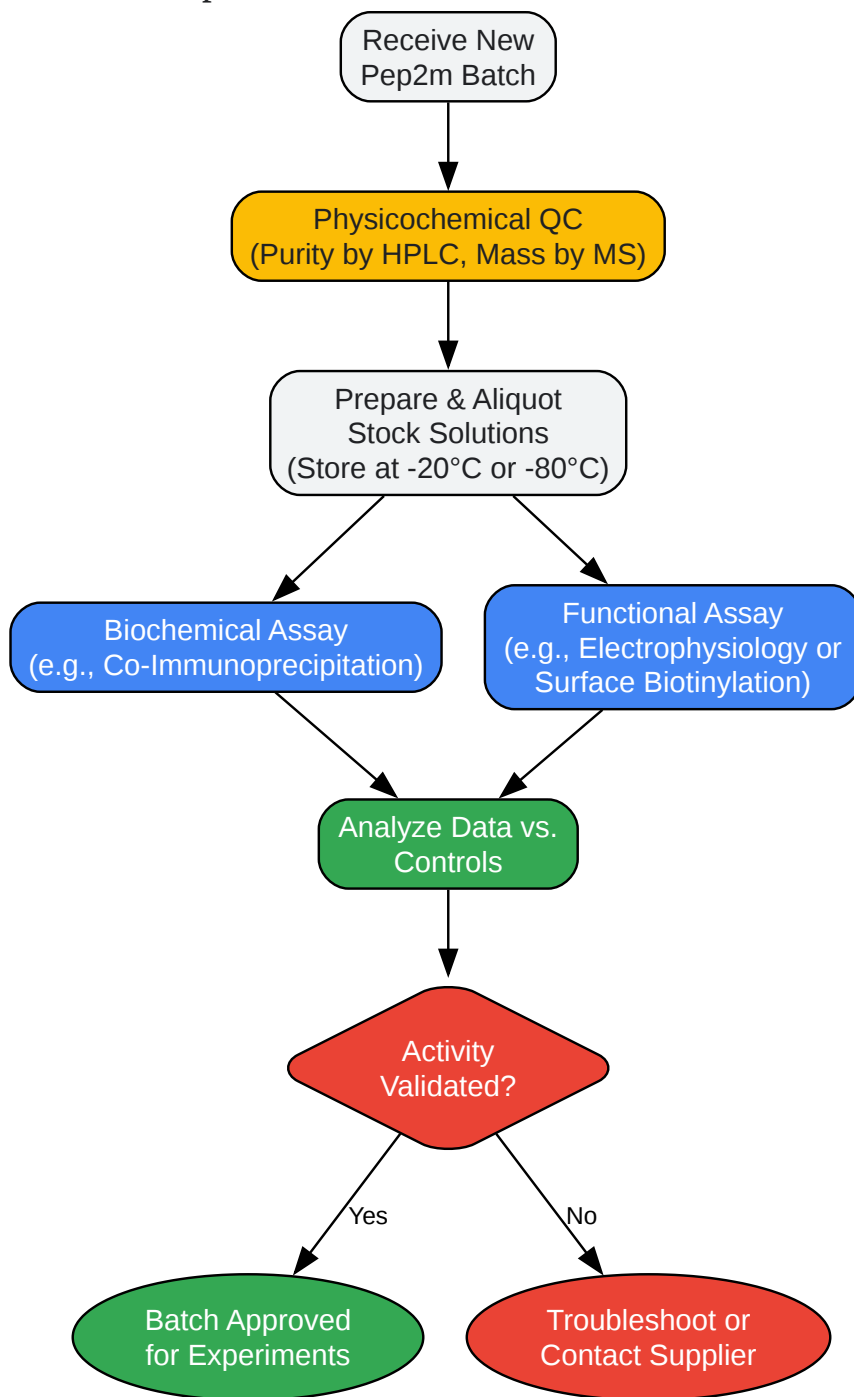 Receive New
Pep2m Batch
Physicochemical QC
(Purity by HPLC, Mass by MS)
Prepare & Aliquot
Stock Solutions
(Store at -20°C or -80°C)
Biochemical Assay
(e.g., Co-Immunoprecipitation)
Functional Assay
(e.g., Electrophysiology or
Surface Biotinylation)
Analyze Data vs.
Controls
Activity
Validated?
Yes
No
Batch Approved
for Experiments
Troubleshoot or
Contact Supplier